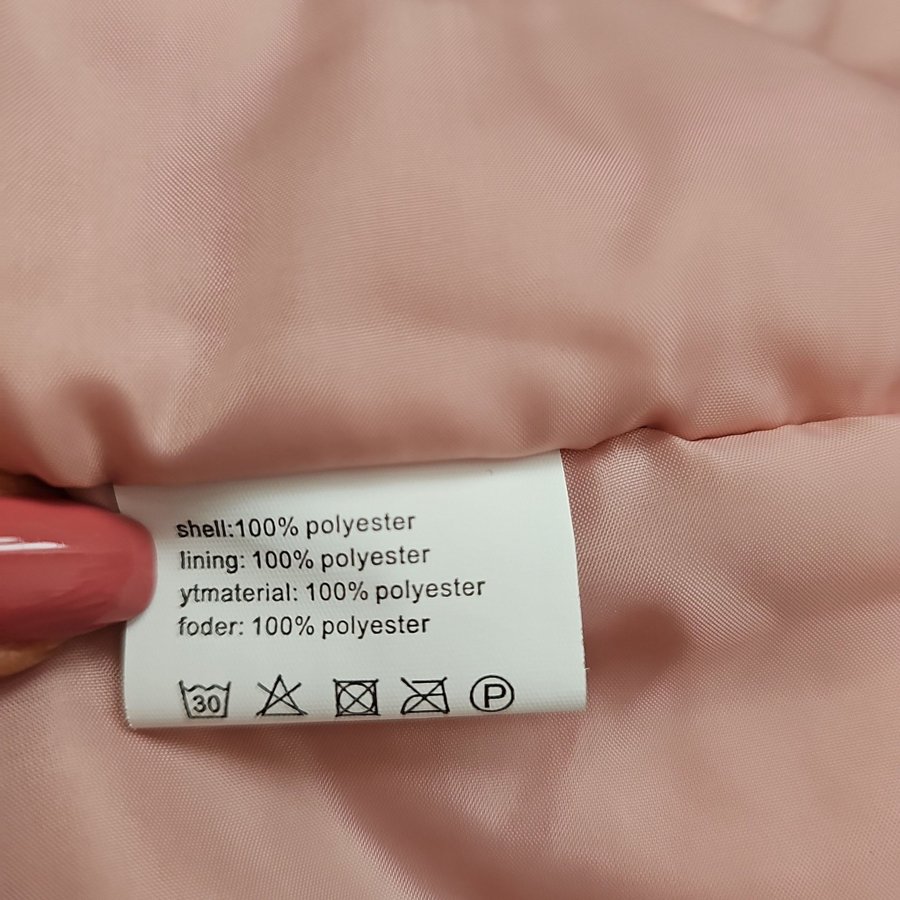 shell:100% polyester
lining: 100% polyester
ytmaterial: 100% polyester
foder: 100% polyester
30 P